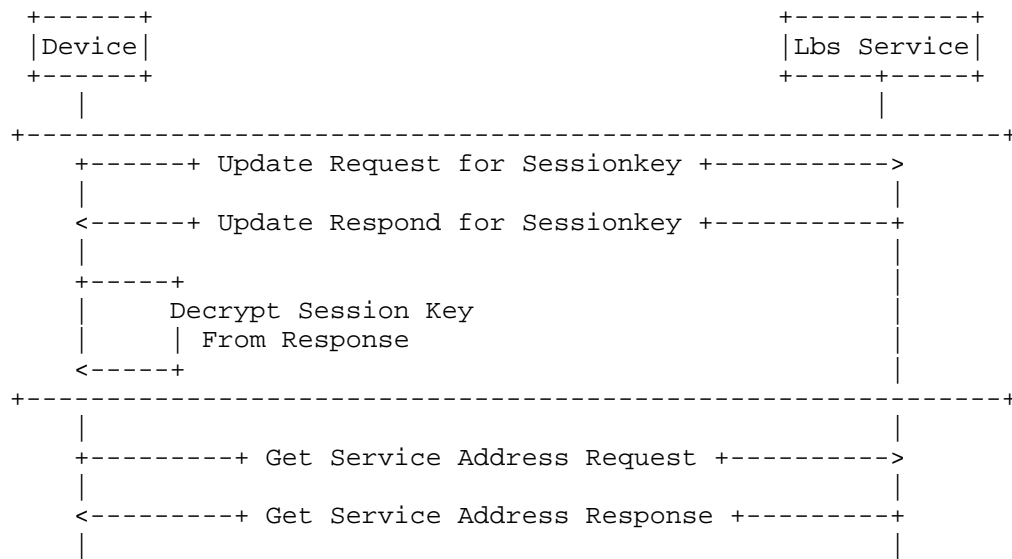 Device Lbs Service
Update Request for Sessionkey
Update Respond for Sessionkey
Decrypt Session Key
From Response
Get Service Address Request
Get Service Address Response